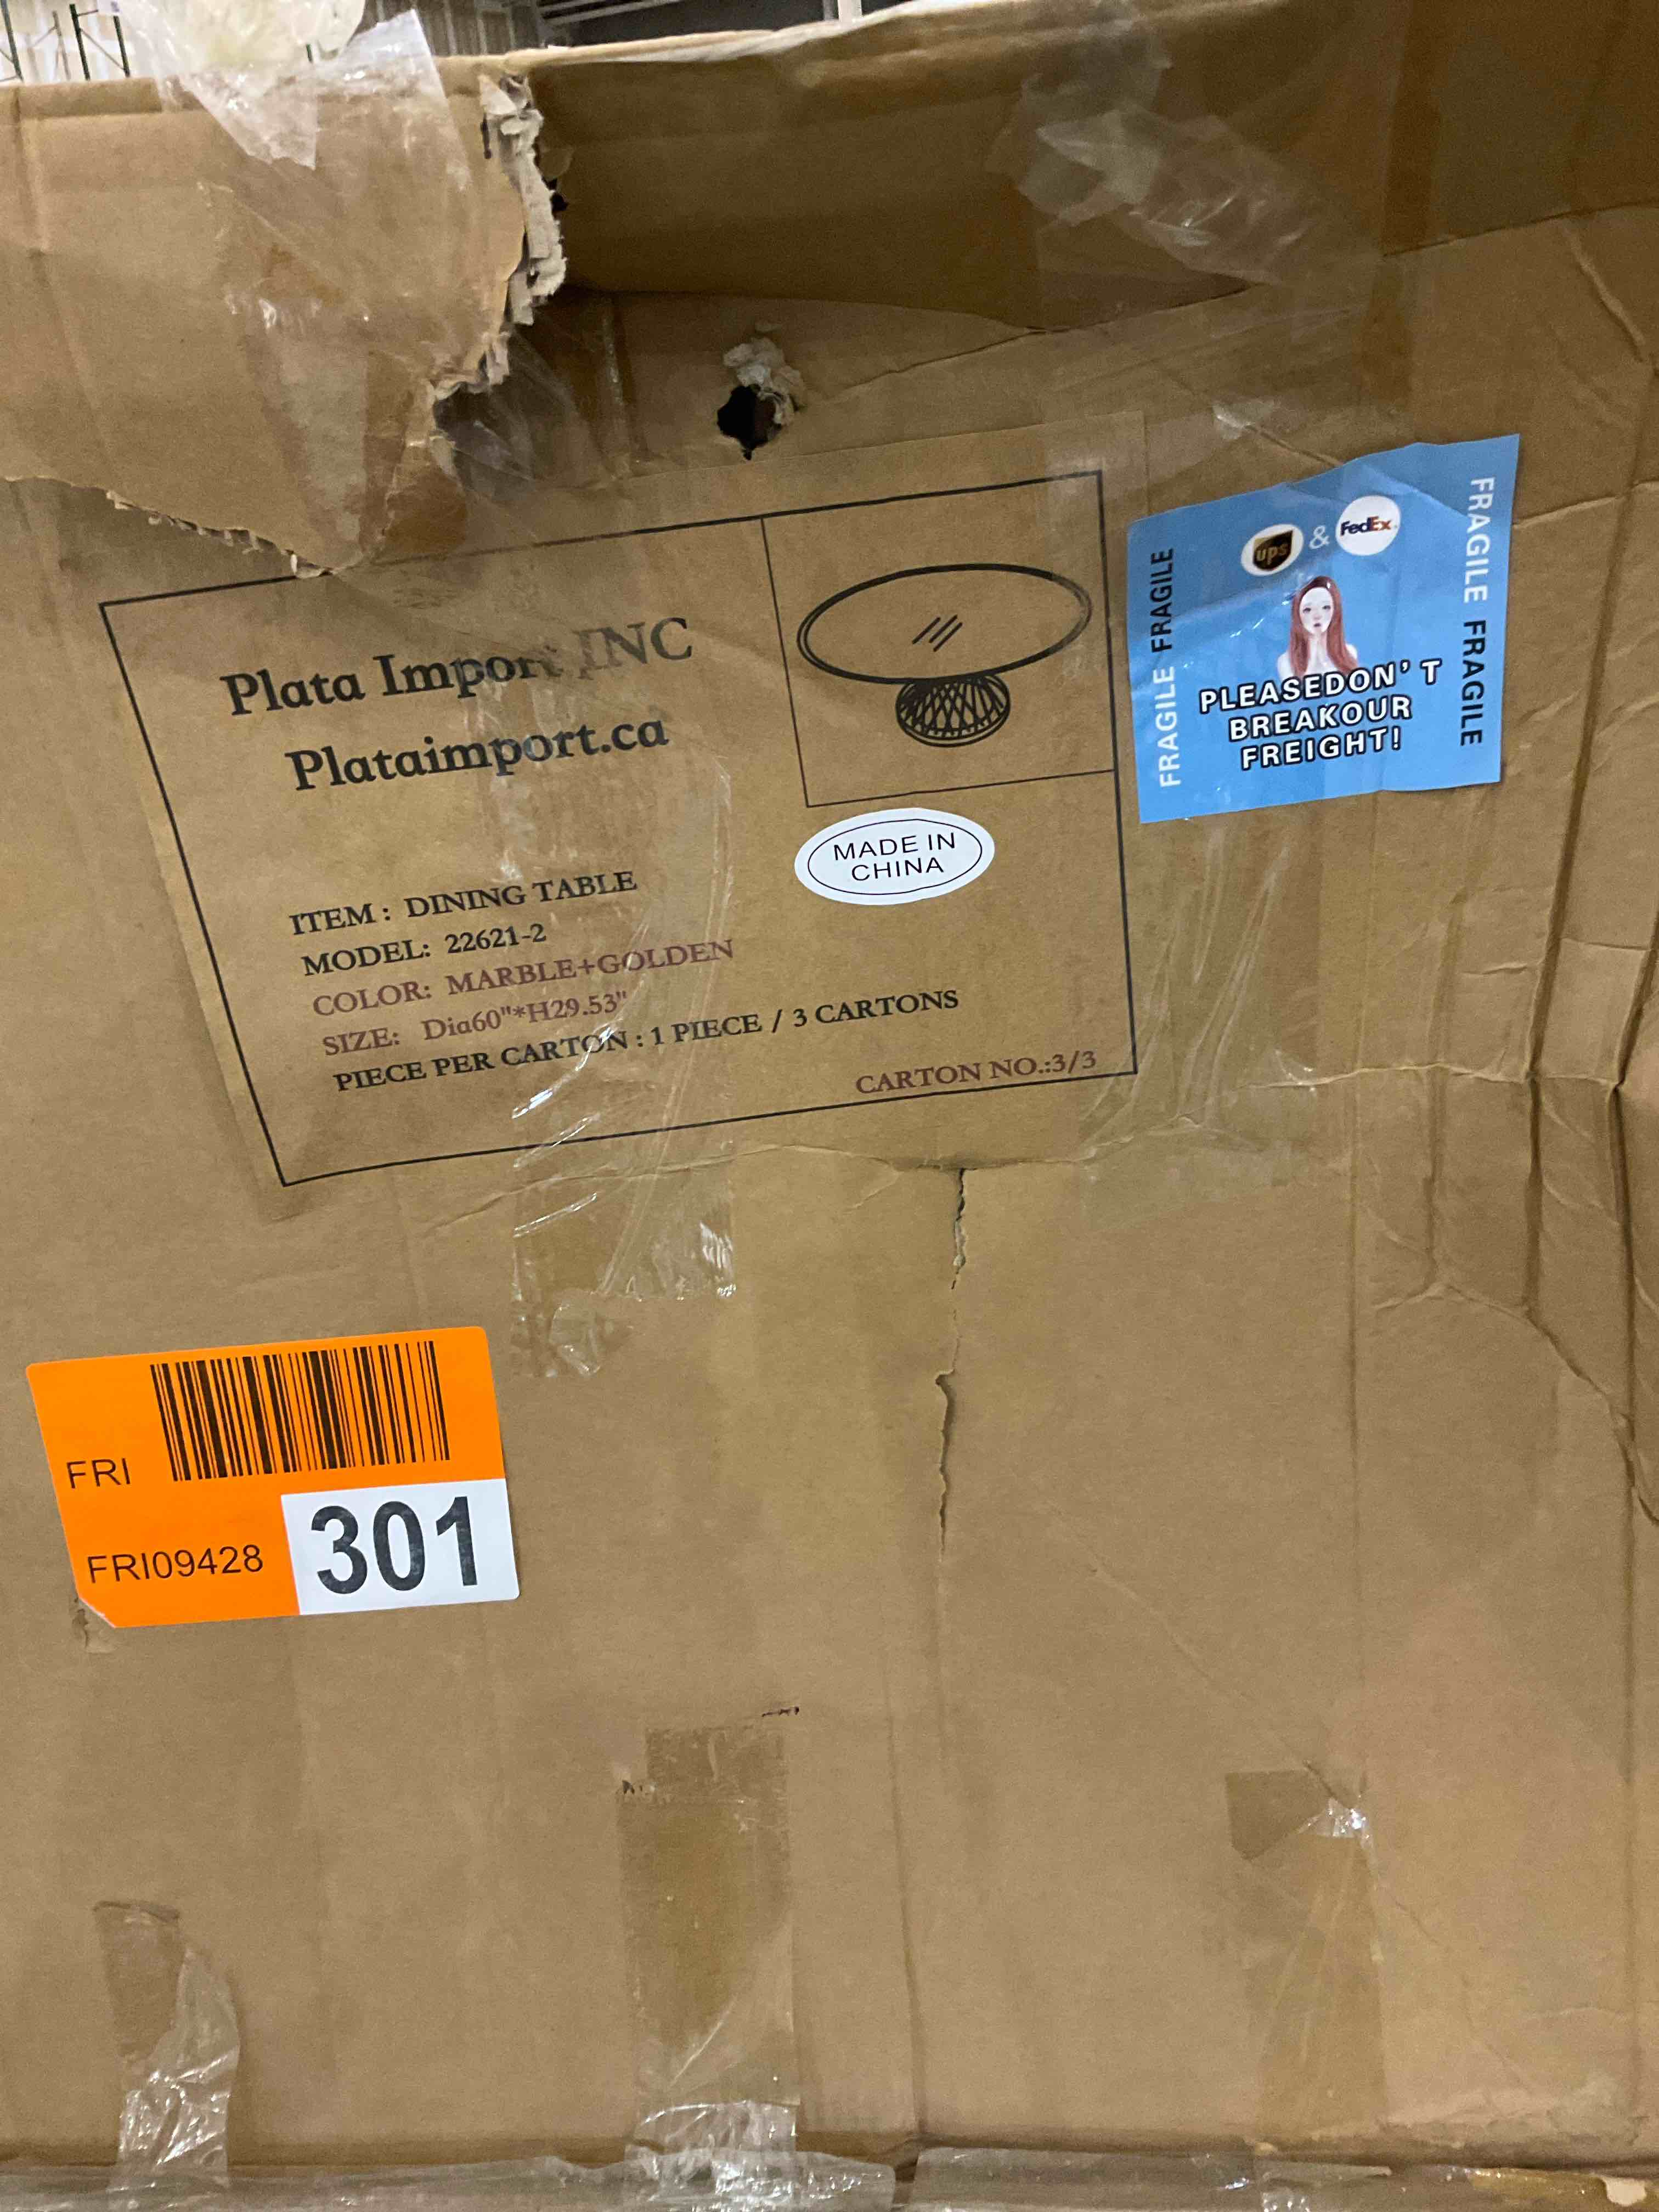 Plata Import INC
Plataimport.ca
MADE IN
CHINA
ITEM : DINING TABLE
MODEL: 22621-2
COLOR: MARBLE+GOLDEN
SIZE: Dia60"*H29.53"
PIECE PER CARTON : 1 PIECE / 3 CARTONS
CARTON NO.:3/3
ups & FedEx.
FRAGILE FRAGILE
PLEASEDON' T
BREAKOUR
FREIGHT!
FRAGILE FRAGILE
FRI
FRI09428
301